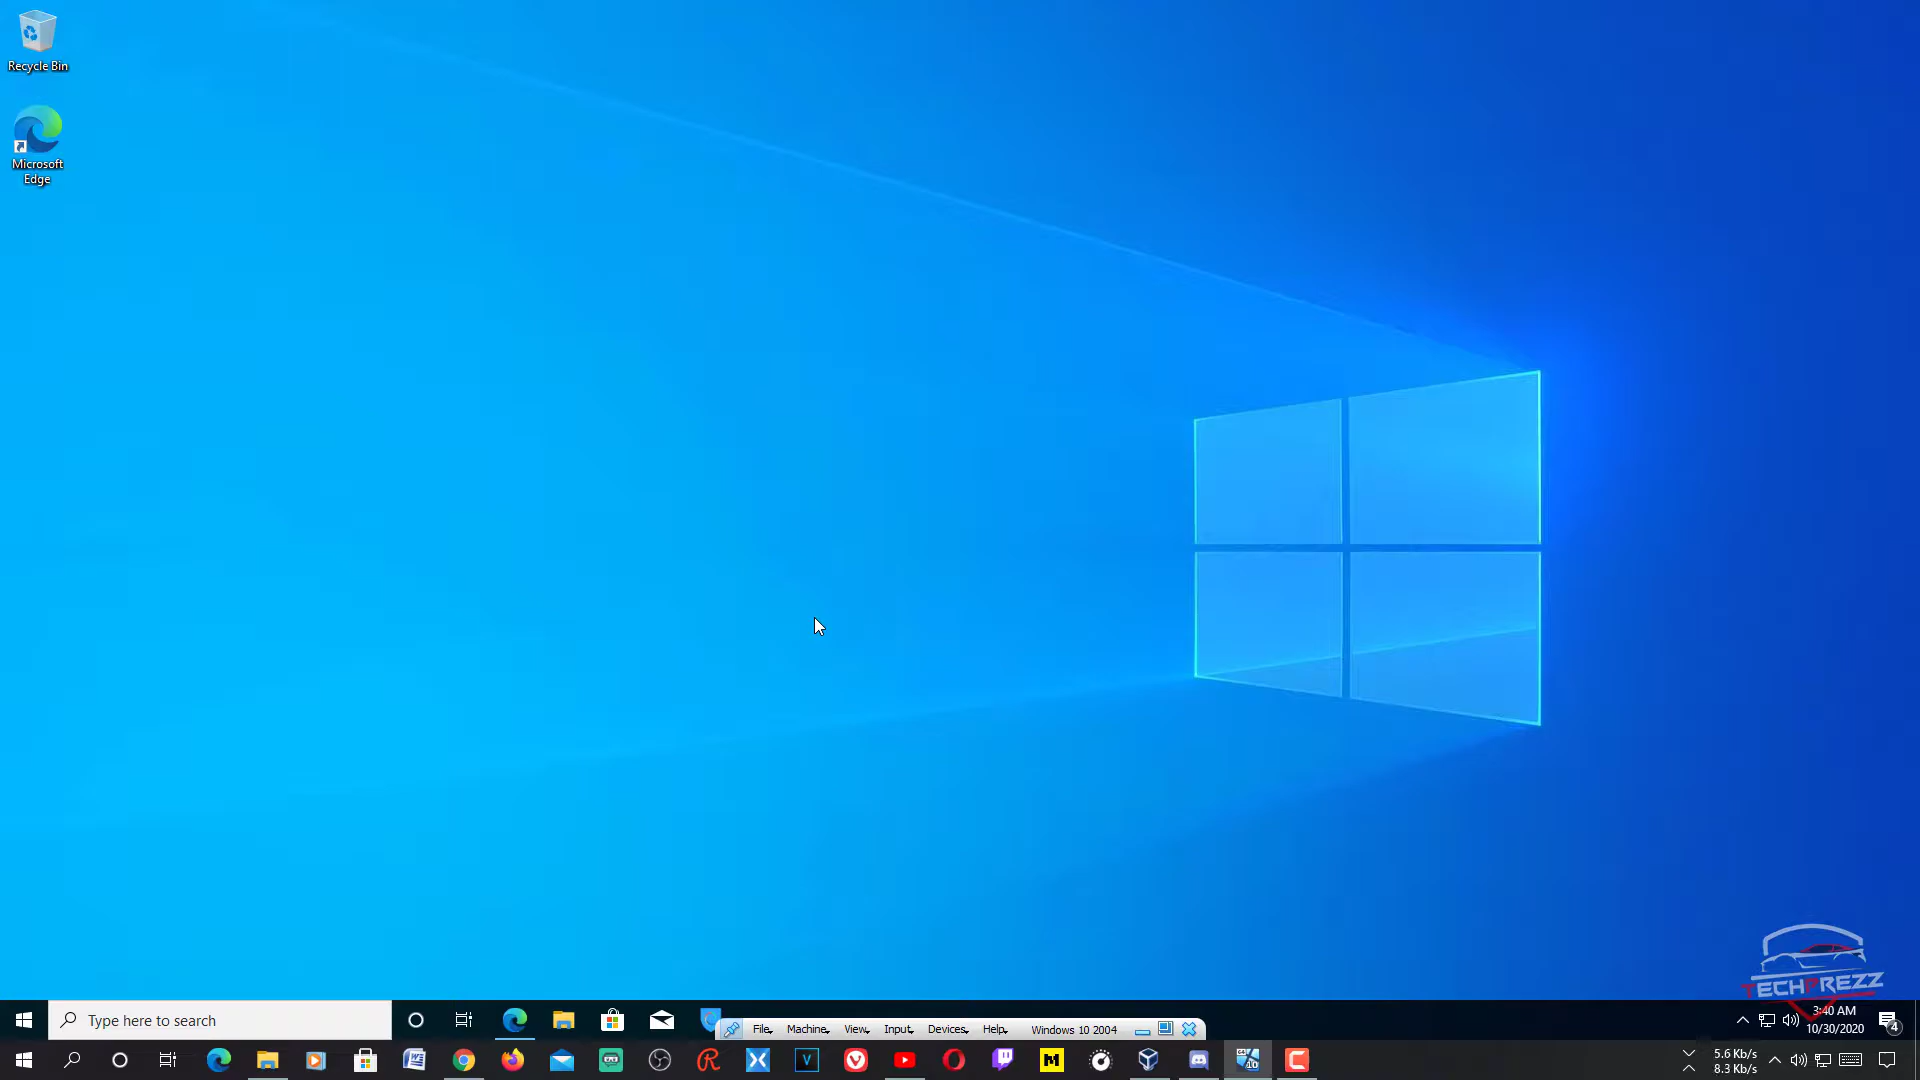 Recycle Bin
Microsoft
Edge
TECHPREZZ
Type here to search
File
Machine
View
Input
Devices
Help
Windows 10 2004
3:40 AM
10/30/2020
4
5.6 Kb/s
8.3 Kb/s